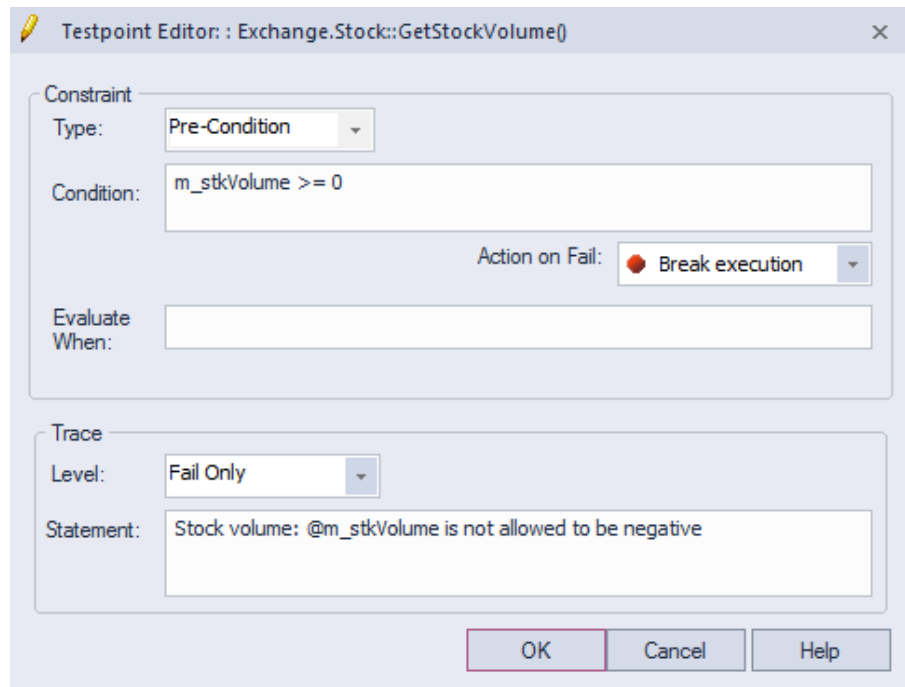 Testpoint Editor: : Exchange.Stock::GetStockVolume()
Constraint
Type: Pre-Condition
Condition: m_stkVolume >= 0
Action on Fail: Break execution
Evaluate
When:
Trace
Level: Fail Only
Statement: Stock volume: @m_stkVolume is not allowed to be negative
OK Cancel Help